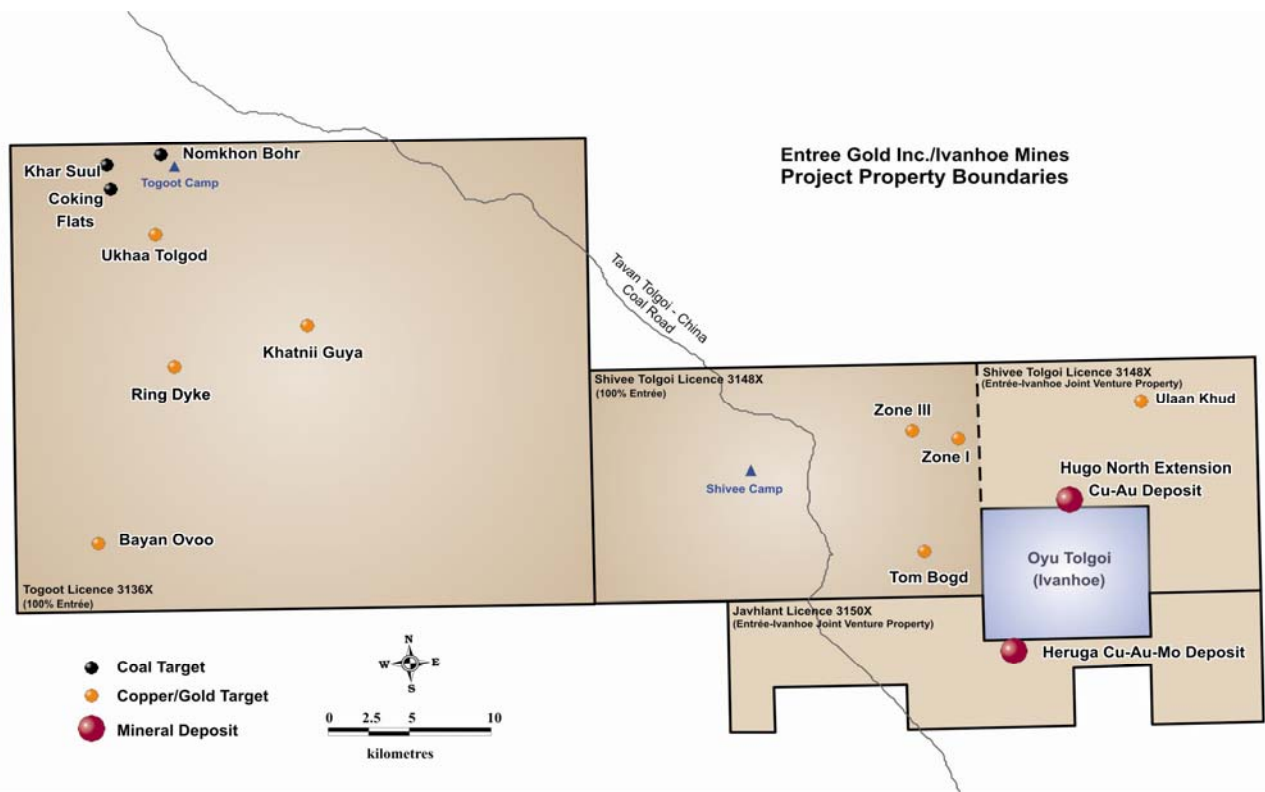 Entree Gold Inc./Ivanhoe Mines
Project Property Boundaries
Nomkhon Bohr
Khar Suul
Togoot Camp
Coking
Flats
Ukhaa Tolgod
Khatnii Guya
Ring Dyke
Bayan Ovoo
Togoot Licence 3136X
(100% Entrée)
Tavan Tolgoi - China
Coal Road
Shivee Tolgoi Licence 3148X
(100% Entrée)
Zone III
Zone I
Shivee Camp
Tom Bogd
Shivee Tolgoi Licence 3148X
(Entrée-Ivanhoe Joint Venture Property)
Ulaan Khud
Hugo North Extension
Cu-Au Deposit
Oyu Tolgoi
(Ivanhoe)
Javhlant Licence 3150X
(Entrée-Ivanhoe Joint Venture Property)
Heruga Cu-Au-Mo Deposit
Coal Target
Copper/Gold Target
Mineral Deposit
N
W E
S
0 2.5 5 10
kilometres